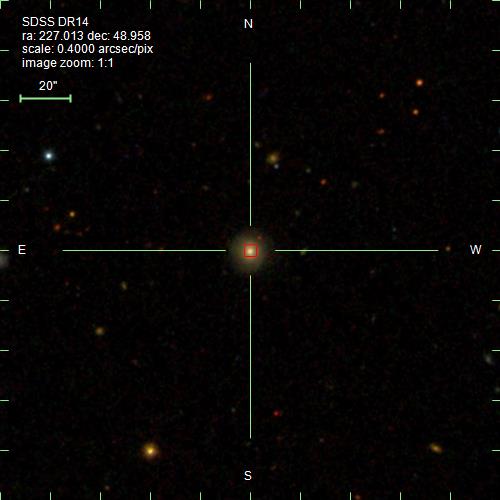 SDSS DR14
ra: 227.013 dec: 48.958
scale: 0.4000 arcsec/pix
image zoom: 1:1
20"
N
E
W
S